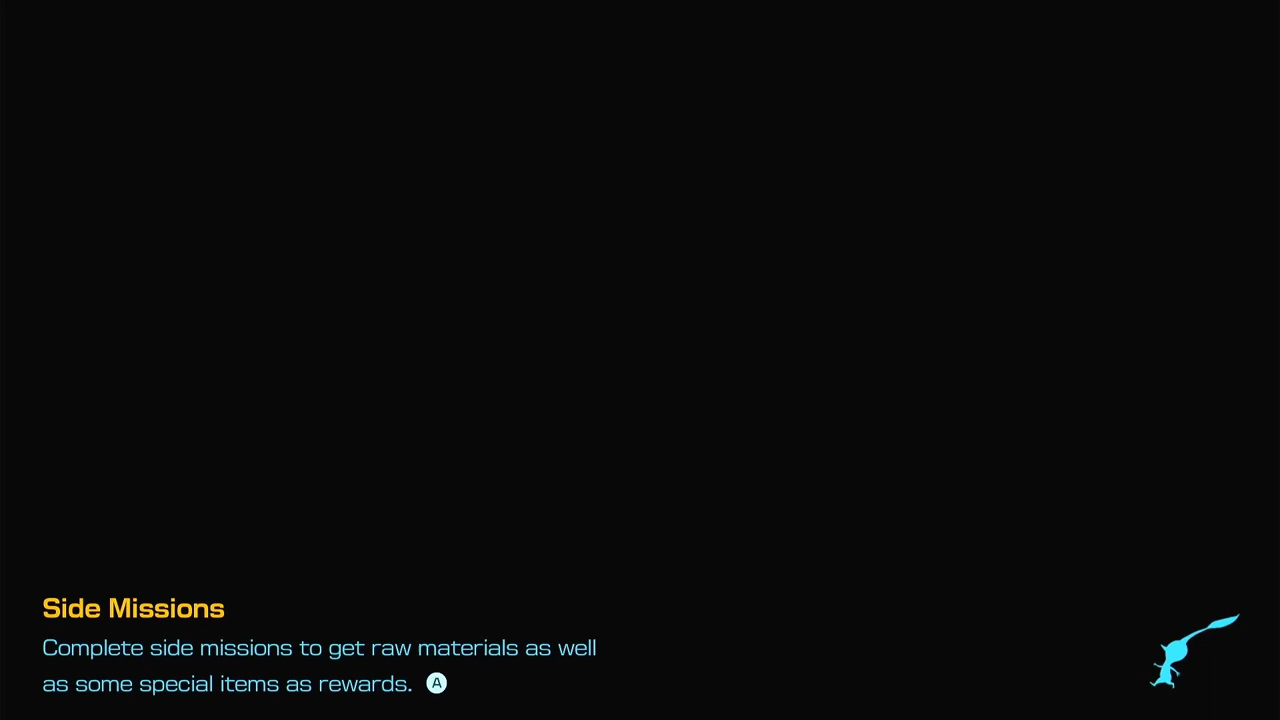 Side Missions
Complete side missions to get raw materials as well
as some special items as rewards. A